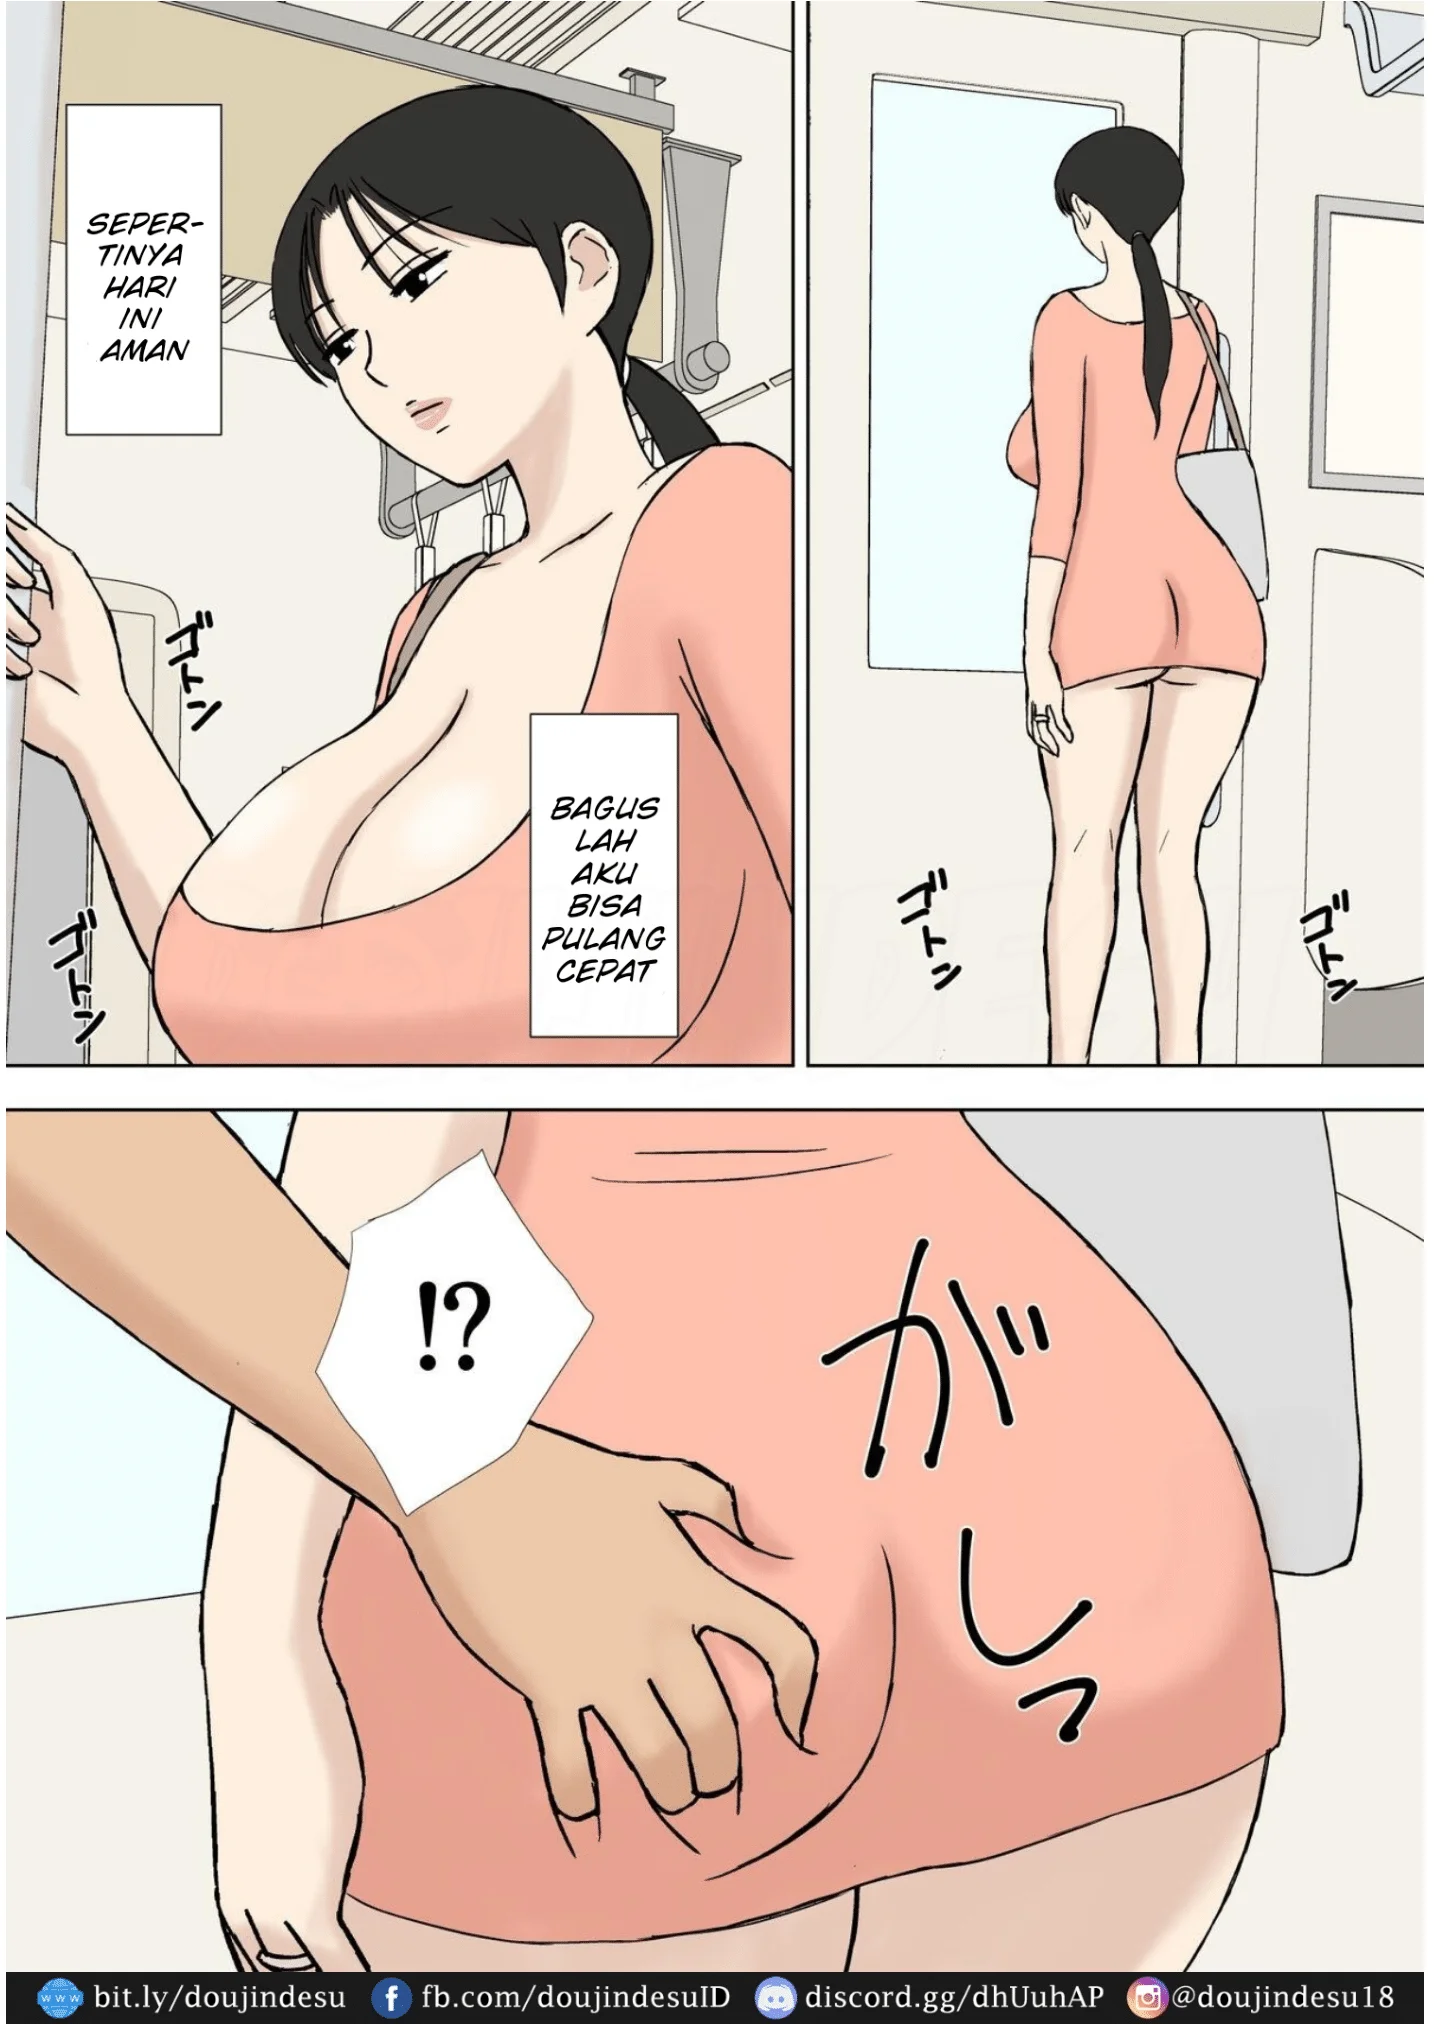 SEPER-
TINYA
HARI
INI
AMAN
ゴトン
ゴトン
BAGUS
LAH
AKU
BISA
PULANG
CEPAT
ゴトン
ゴトン
!?
がしっ
bit.ly/doujindesu
fb.com/doujindesuID
discord.gg/dhUuhAP
@doujindesu18